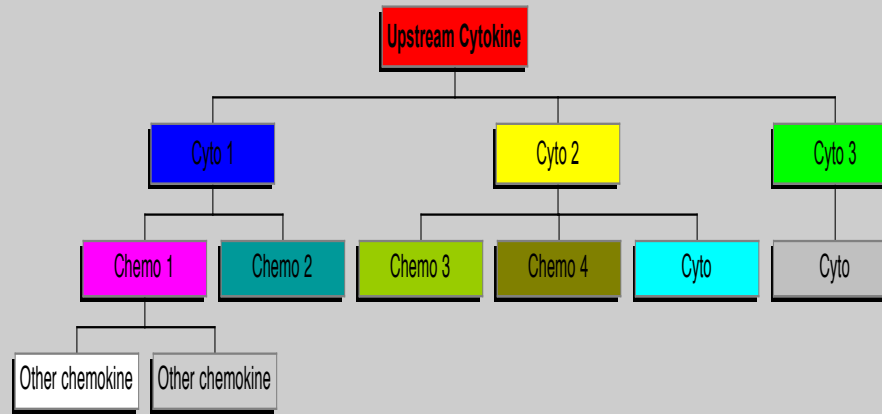 Upstream Cytokine
Cyto 1
Cyto 2
Cyto 3
Chemo 1
Chemo 2
Chemo 3
Chemo 4
Cyto
Cyto
Other chemokine
Other chemokine